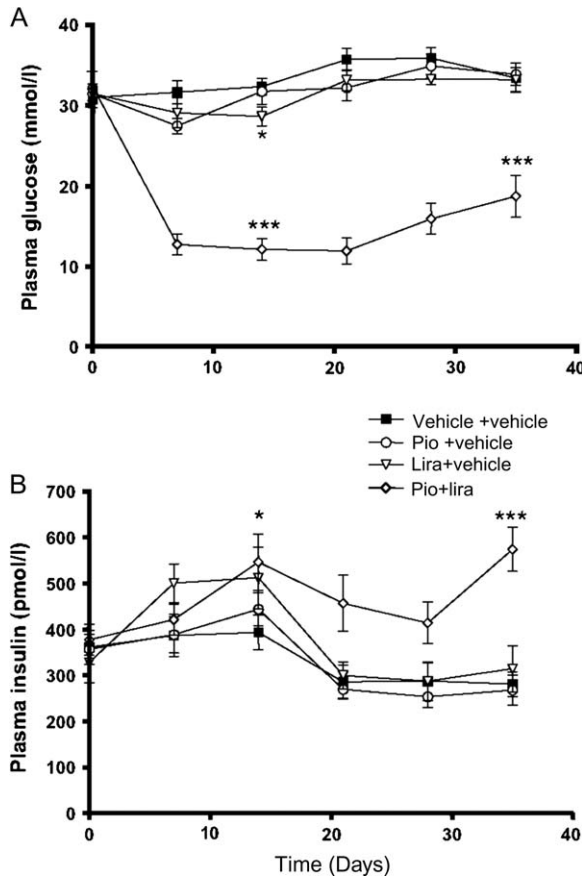 A
Plasma glucose (mmol/l)
40
30
20
10
0
*
***
***
0 10 20 30 40
Vehicle +vehicle
Pio +vehicle
Lira+vehicle
Pio+lira
B
Plasma insulin (pmol/l)
700
600
500
400
300
200
100
0
*
***
0 10 20 30 40
Time (Days)